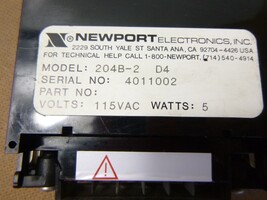 NEWPORT ELECTRONICS, INC.
2229 SOUTH YALE ST SANTA ANA, CA 92704-4426 USA
FOR TECHNICAL HELP CALL 1-800-NEWPORT, (714) 540-4914
MODEL: 204B-2 D4
SERIAL NO: 4011002
PART NO:
VOLTS: 115VAC WATTS: 5